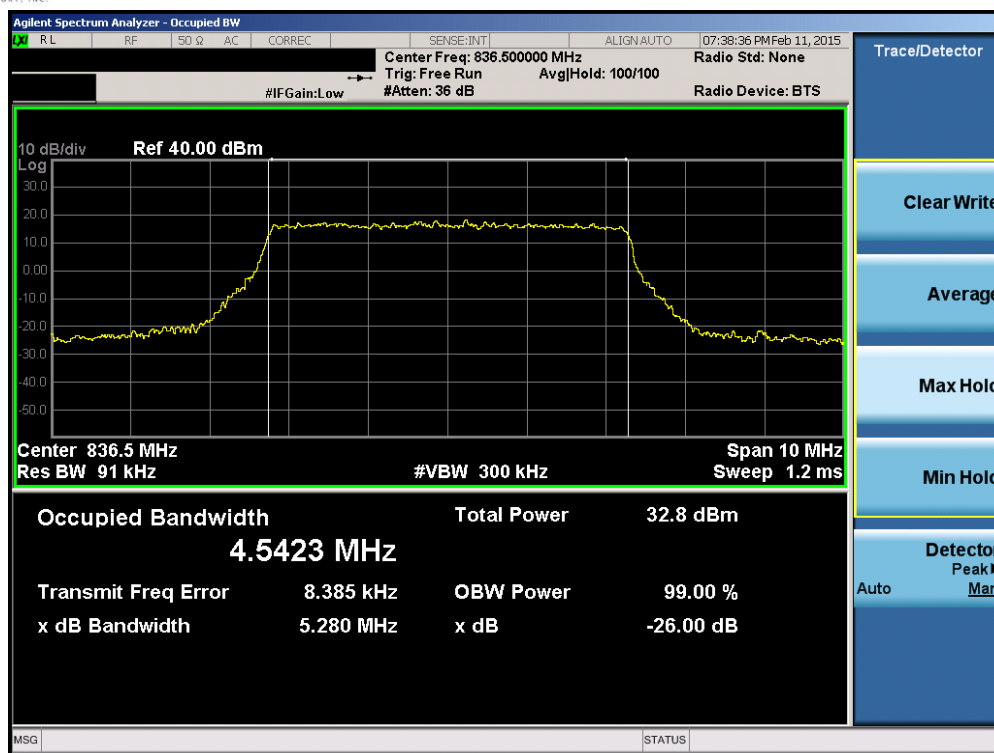 Agilent Spectrum Analyzer - Occupied BW
LXI RL RF 50 Ω AC CORREC SENSE:INT ALIGN AUTO 07:38:36 PM Feb 11, 2015
Center Freq: 836.500000 MHz Radio Std: None
Trig: Free Run Avg|Hold: 100/100
#IFGain:Low #Atten: 36 dB Radio Device: BTS
10 dB/div Ref 40.00 dBm
Log
30.0
20.0
10.0
0.00
-10.0
-20.0
-30.0
-40.0
-50.0
Center 836.5 MHz Span 10 MHz
Res BW 91 kHz #VBW 300 kHz Sweep 1.2 ms
Occupied Bandwidth Total Power 32.8 dBm
4.5423 MHz
Transmit Freq Error 8.385 kHz OBW Power 99.00 %
x dB Bandwidth 5.280 MHz x dB -26.00 dB
MSG STATUS
Trace/Detector
Clear Write
Average
Max Hold
Min Hold
Detector
Peak
Auto Man